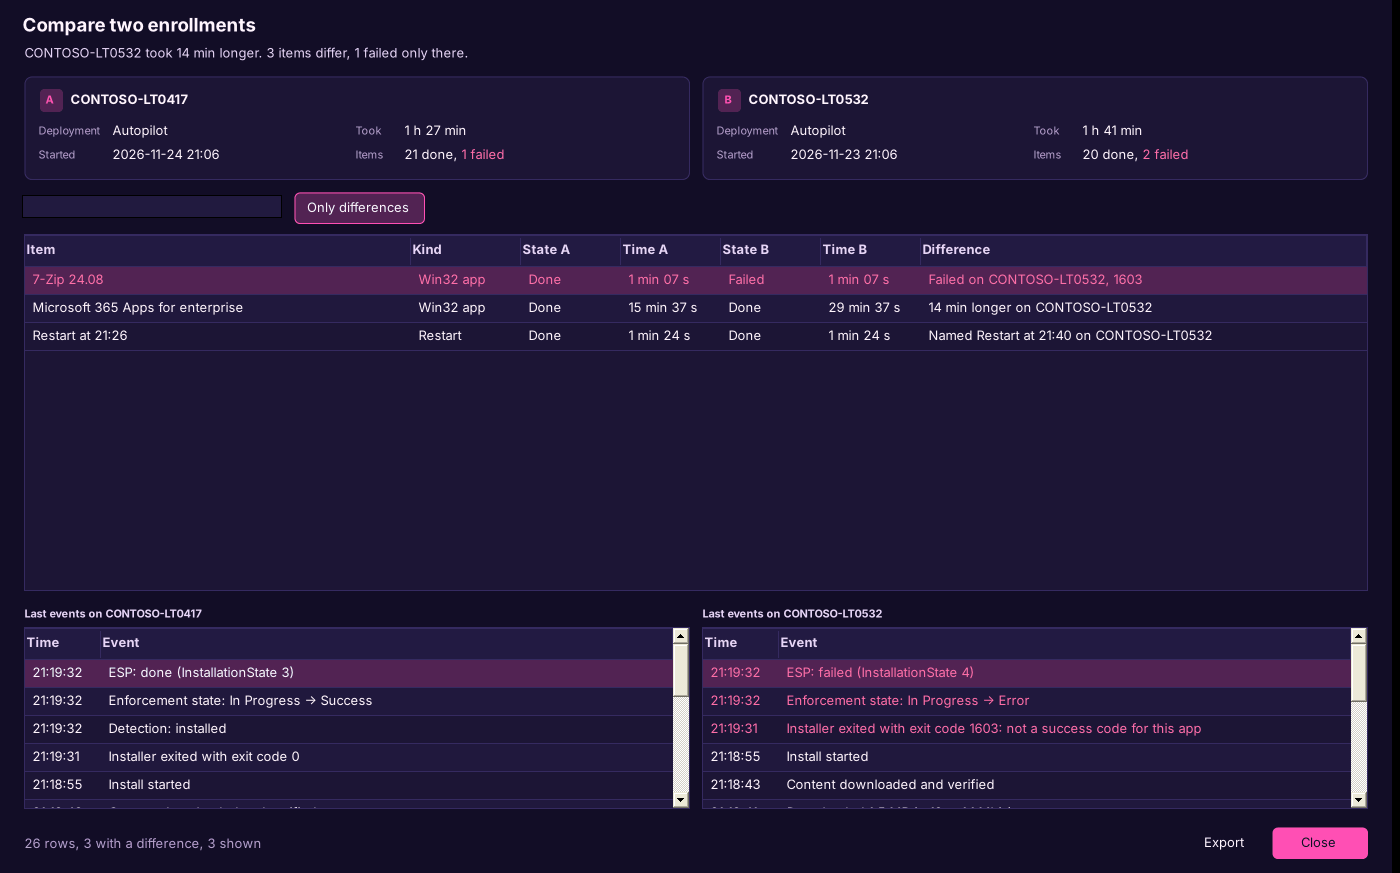 Compare two enrollments
CONTOSO-LT0532 took 14 min longer. 3 items differ, 1 failed only there.
A CONTOSO-LT0417
Deployment Autopilot Took 1 h 27 min
Started 2026-11-24 21:06 Items 21 done, 1 failed
B CONTOSO-LT0532
Deployment Autopilot Took 1 h 41 min
Started 2026-11-23 21:06 Items 20 done, 2 failed
Only differences
Item Kind State A Time A State B Time B Difference
7-Zip 24.08 Win32 app Done 1 min 07 s Failed 1 min 07 s Failed on CONTOSO-LT0532, 1603
Microsoft 365 Apps for enterprise Win32 app Done 15 min 37 s Done 29 min 37 s 14 min longer on CONTOSO-LT0532
Restart at 21:26 Restart Done 1 min 24 s Done 1 min 24 s Named Restart at 21:40 on CONTOSO-LT0532
Last events on CONTOSO-LT0417
Time Event
21:19:32 ESP: done (InstallationState 3)
21:19:32 Enforcement state: In Progress → Success
21:19:32 Detection: installed
21:19:31 Installer exited with exit code 0
21:18:55 Install started
Last events on CONTOSO-LT0532
Time Event
21:19:32 ESP: failed (InstallationState 4)
21:19:32 Enforcement state: In Progress → Error
21:19:31 Installer exited with exit code 1603: not a success code for this app
21:18:55 Install started
21:18:43 Content downloaded and verified
26 rows, 3 with a difference, 3 shown
Export
Close